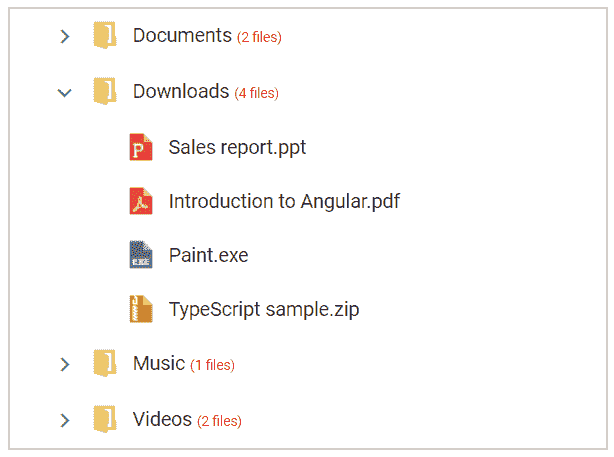 Documents (2 files)
Downloads (4 files)
Sales report.ppt
Introduction to Angular.pdf
Paint.exe
TypeScript sample.zip
Music (1 files)
Videos (2 files)